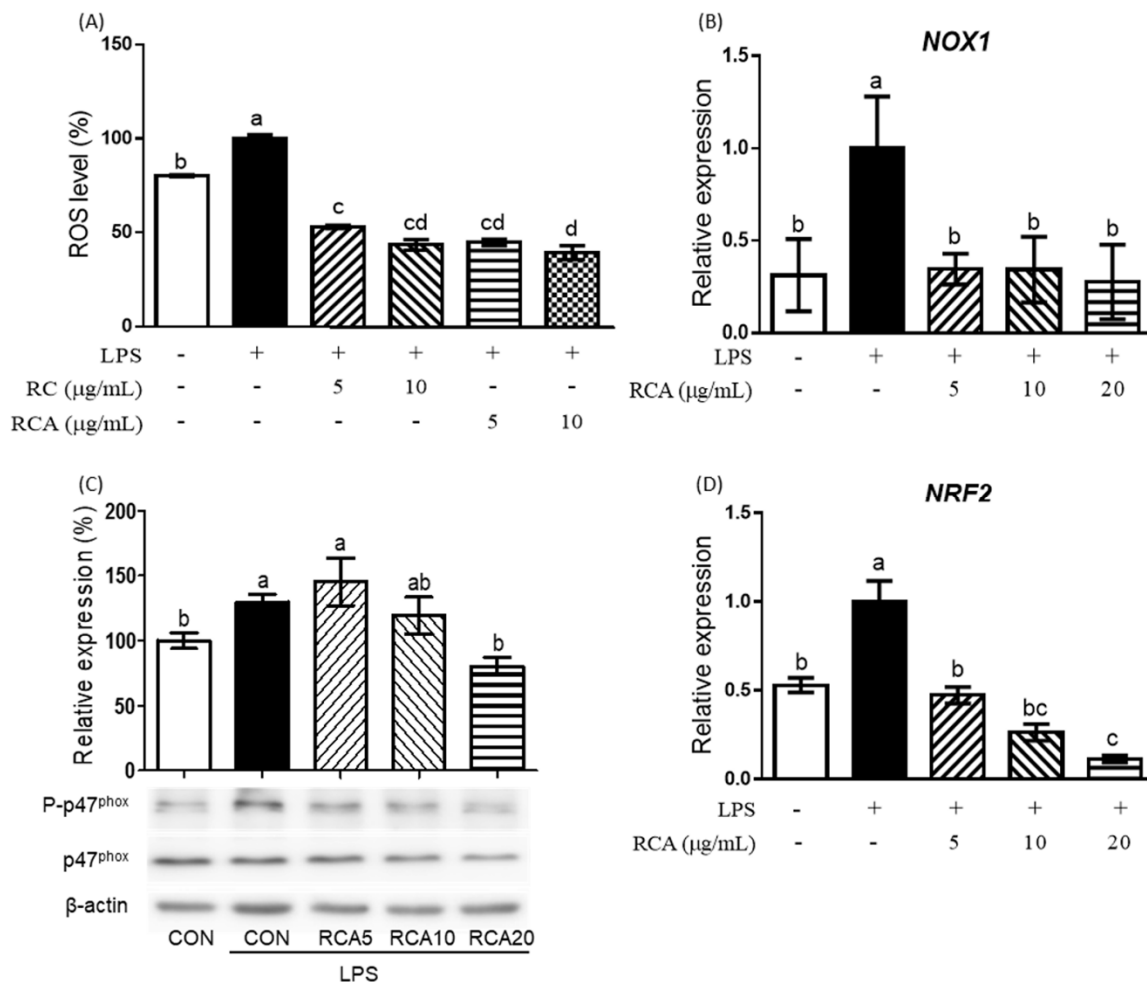 (A)
ROS level (%)
150
100
50
0
b
a
c
cd
cd
d
LPS - + + + + +
RC (μg/mL) - - 5 10 - -
RCA (μg/mL) - - - - 5 10
(B)
NOX1
Relative expression
1.5
1.0
0.5
0.0
b
a
b
b
b
LPS - + + + +
RCA (μg/mL) - - 5 10 20
(C)
Relative expression (%)
200
150
100
50
0
b
a
a
ab
b
P-p47phox
p47phox
β-actin
CON CON RCA5 RCA10 RCA20
LPS
(D)
NRF2
Relative expression
1.5
1.0
0.5
0.0
b
a
b
bc
c
LPS - + + + +
RCA (μg/mL) - - 5 10 20